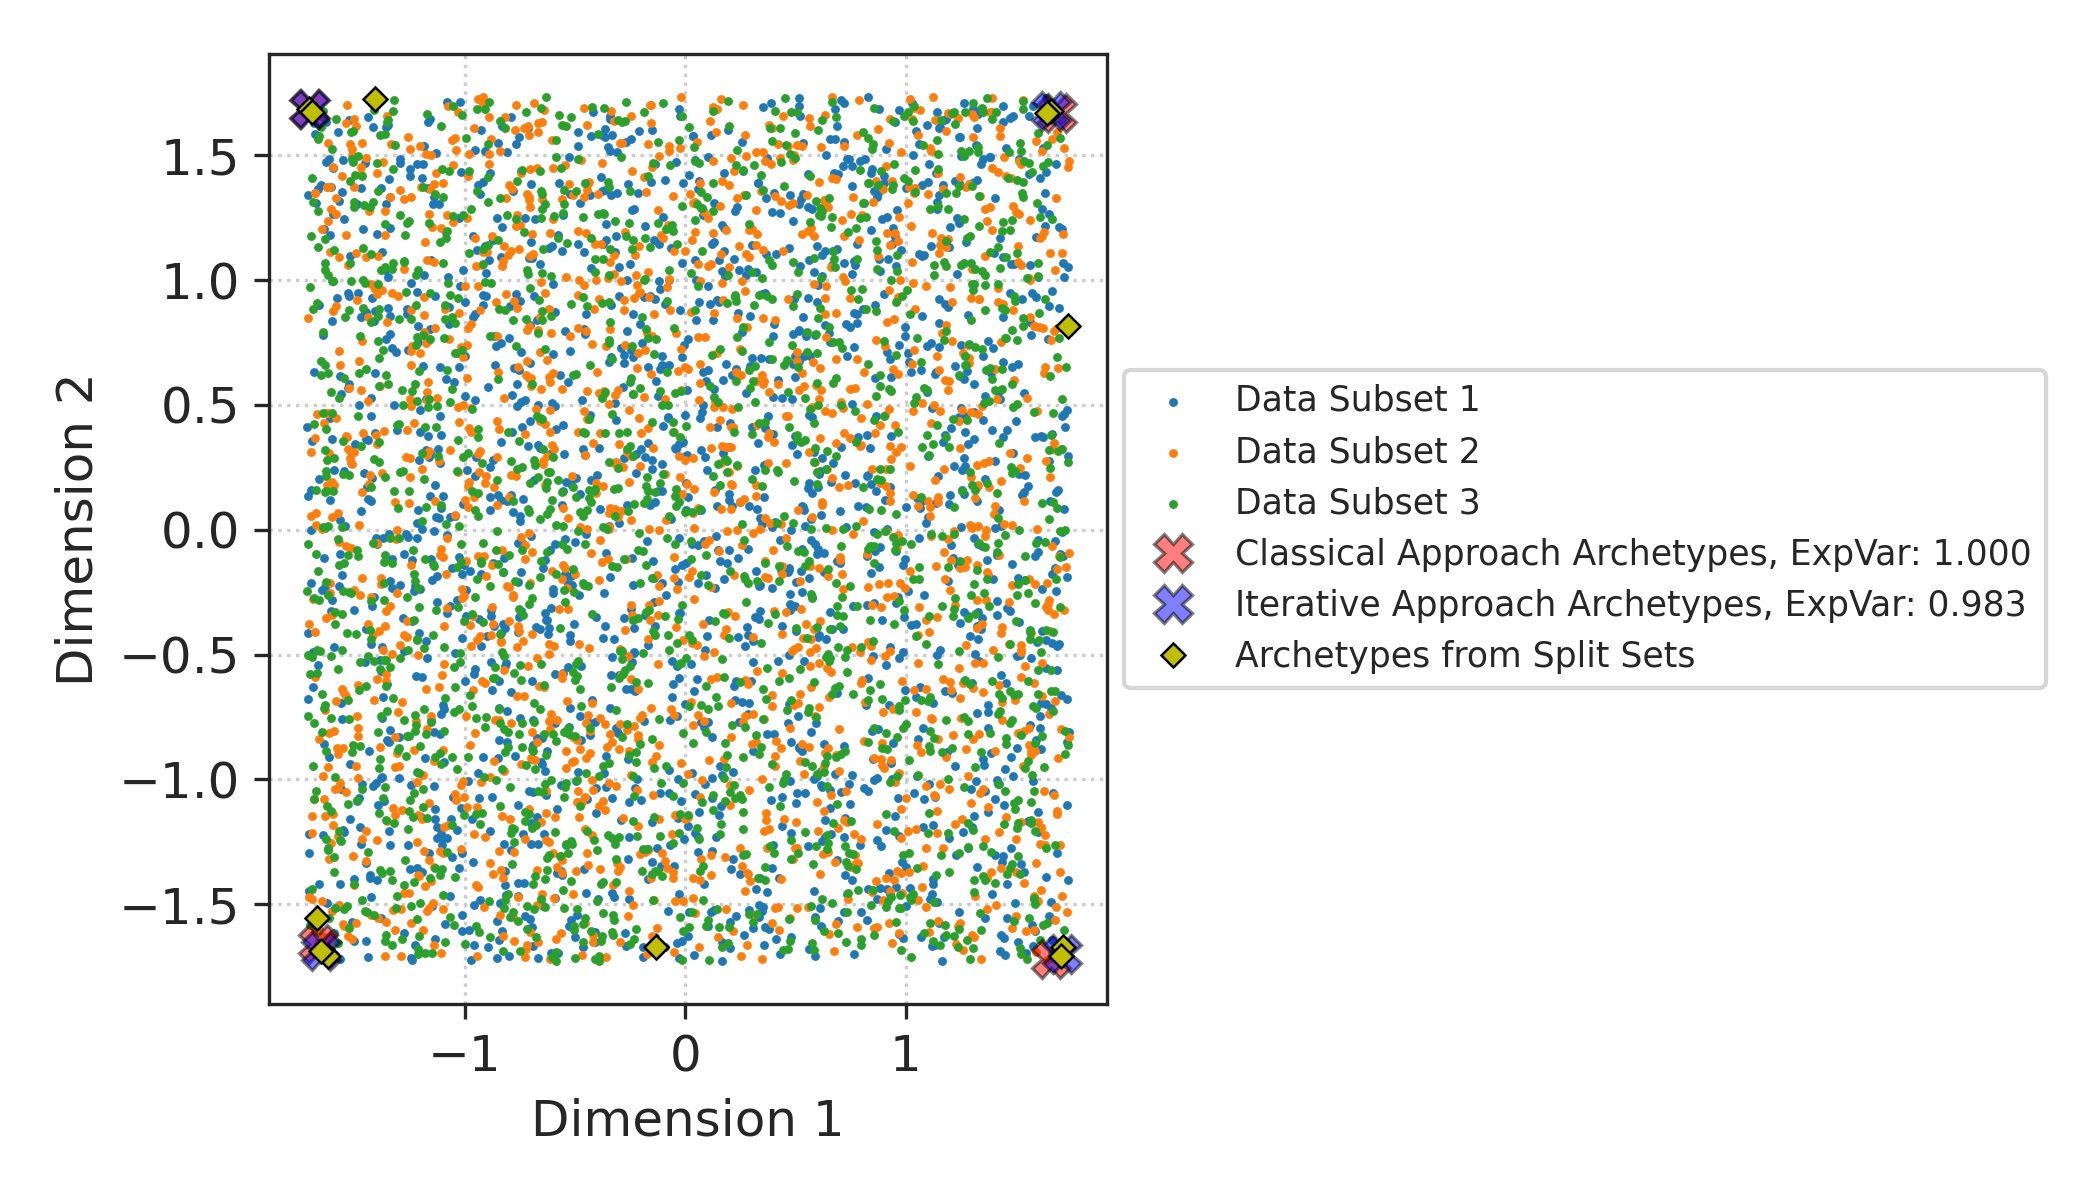 1.5
1.0
0.5
0.0
−0.5
−1.0
−1.5
Dimension 2
−1
0
1
Dimension 1
Data Subset 1
Data Subset 2
Data Subset 3
Classical Approach Archetypes, ExpVar: 1.000
Iterative Approach Archetypes, ExpVar: 0.983
Archetypes from Split Sets